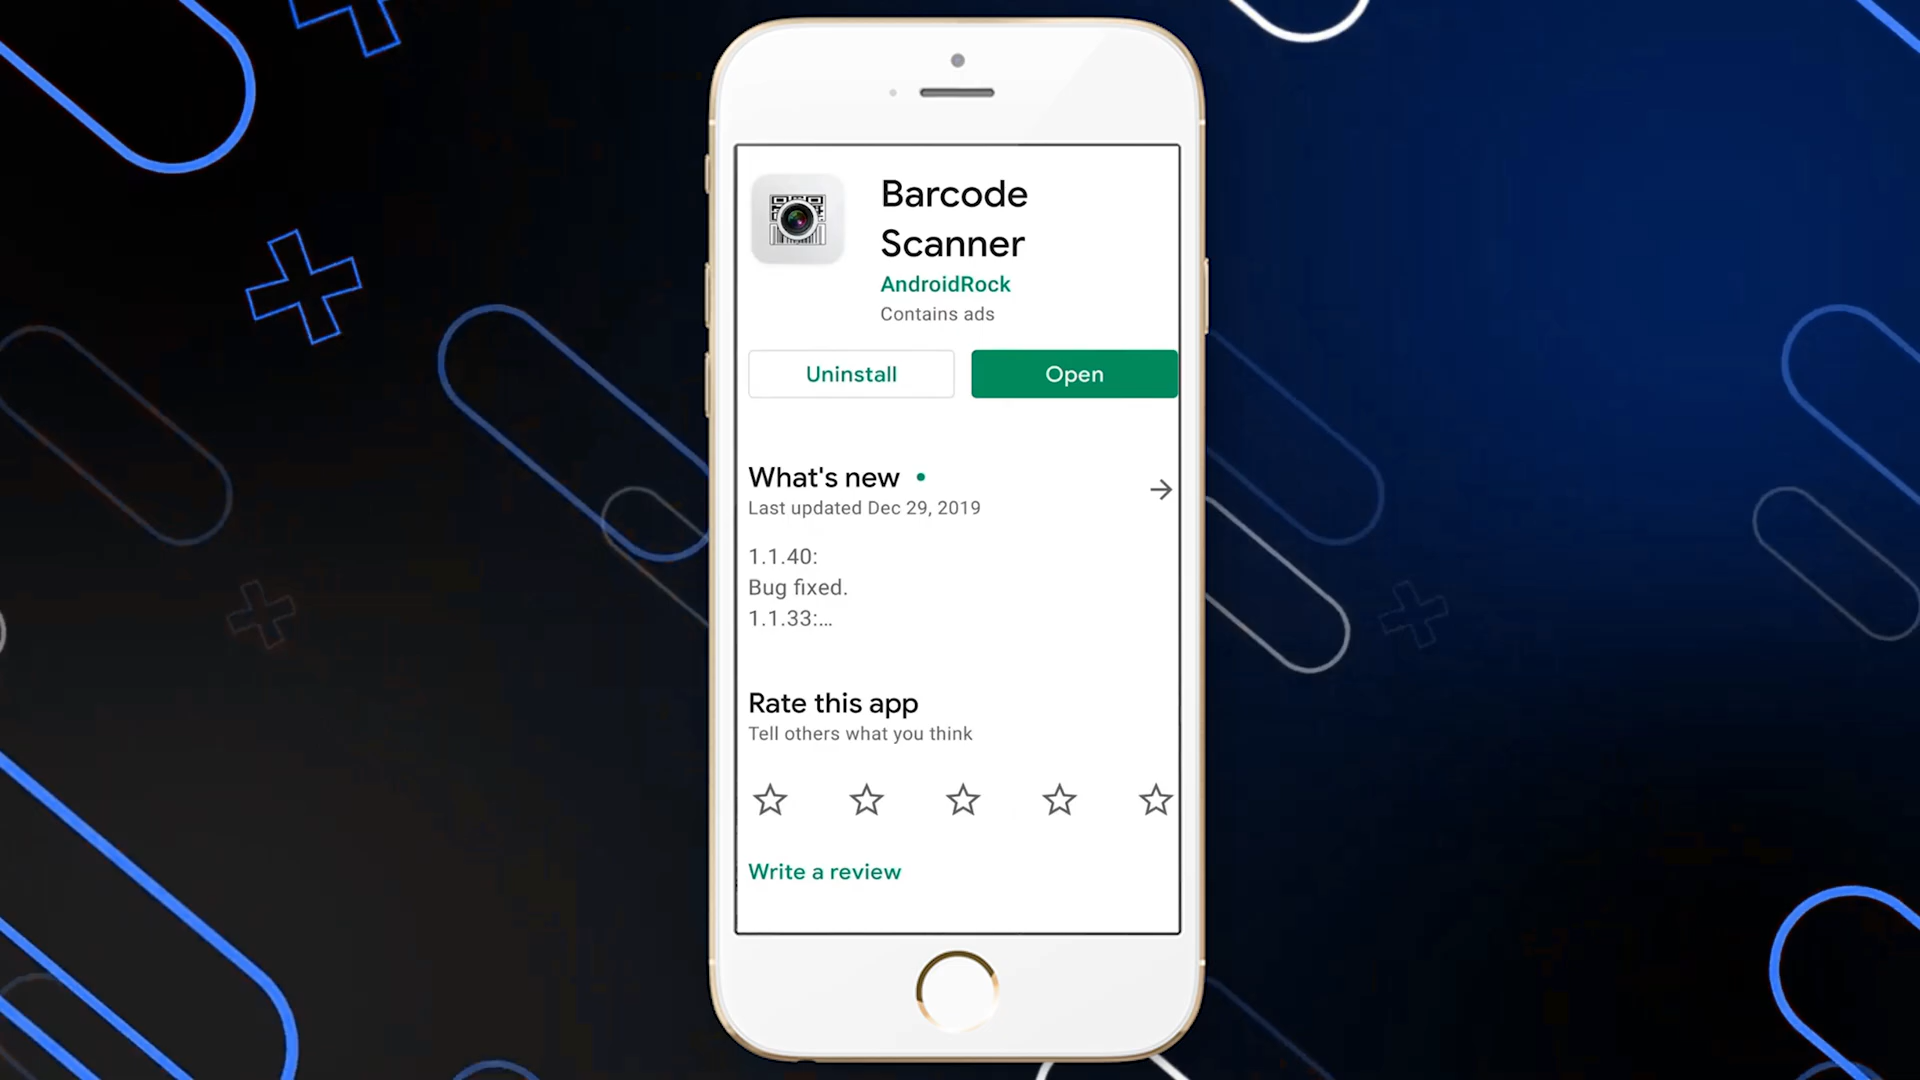 Barcode
Scanner
AndroidRock
Contains ads
Uninstall
Open
What's new •
Last updated Dec 29, 2019
1.1.40:
Bug fixed.
1.1.33:...
Rate this app
Tell others what you think
Write a review